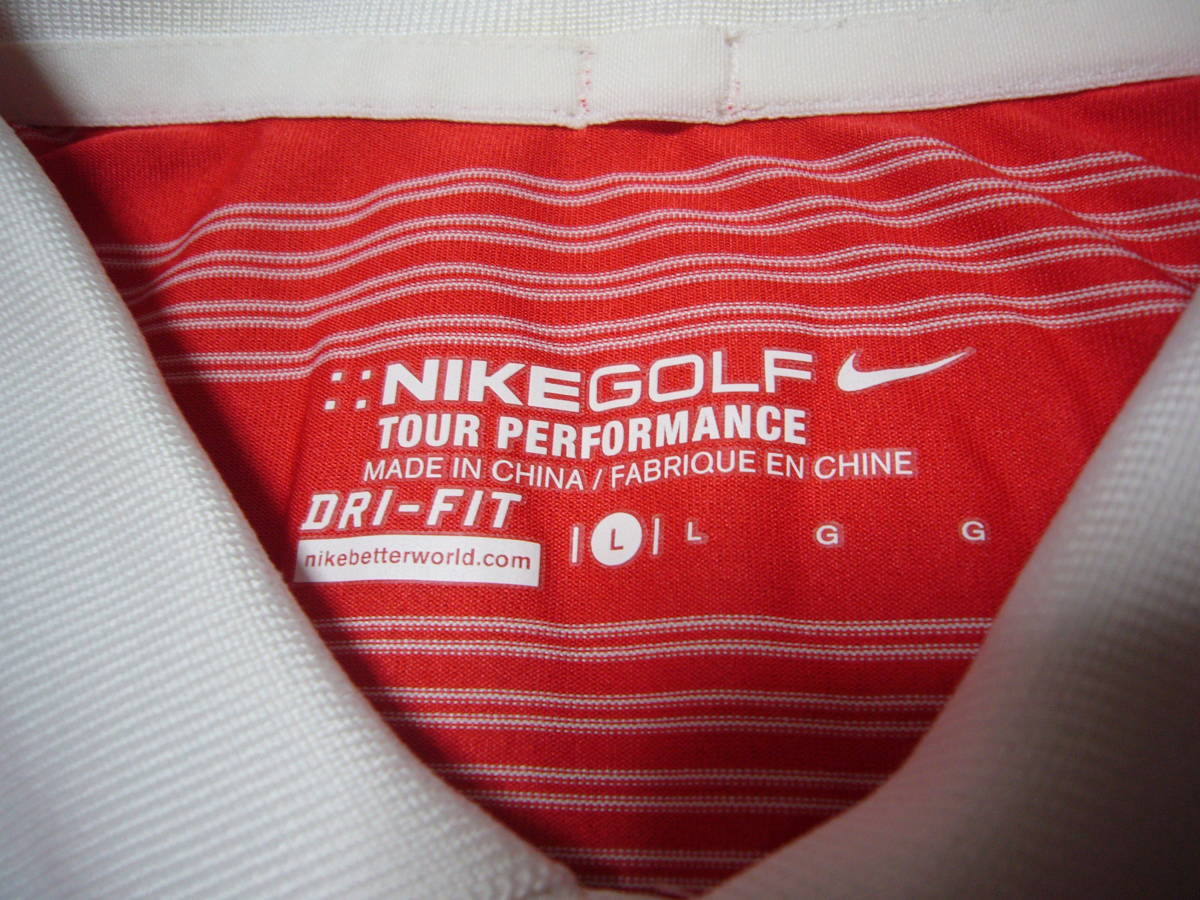 NIKEGOLF
TOUR PERFORMANCE
MADE IN CHINA / FABRIQUE EN CHINE
DRI-FIT
nikebetterworld.com
| L | L G G